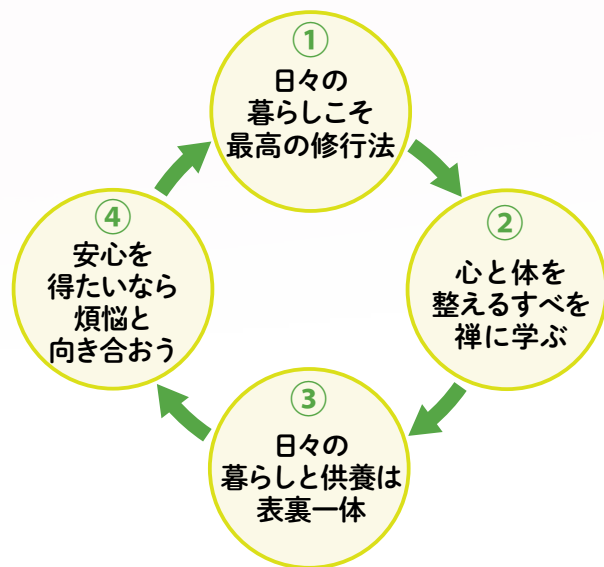 ①
日々の
暮らしこそ
最高の修行法
②
心と体を
整えるすべを
禅に学ぶ
③
日々の
暮らしと供養は
表裏一体
④
安心を
得たいなら
煩悩と
向き合おう